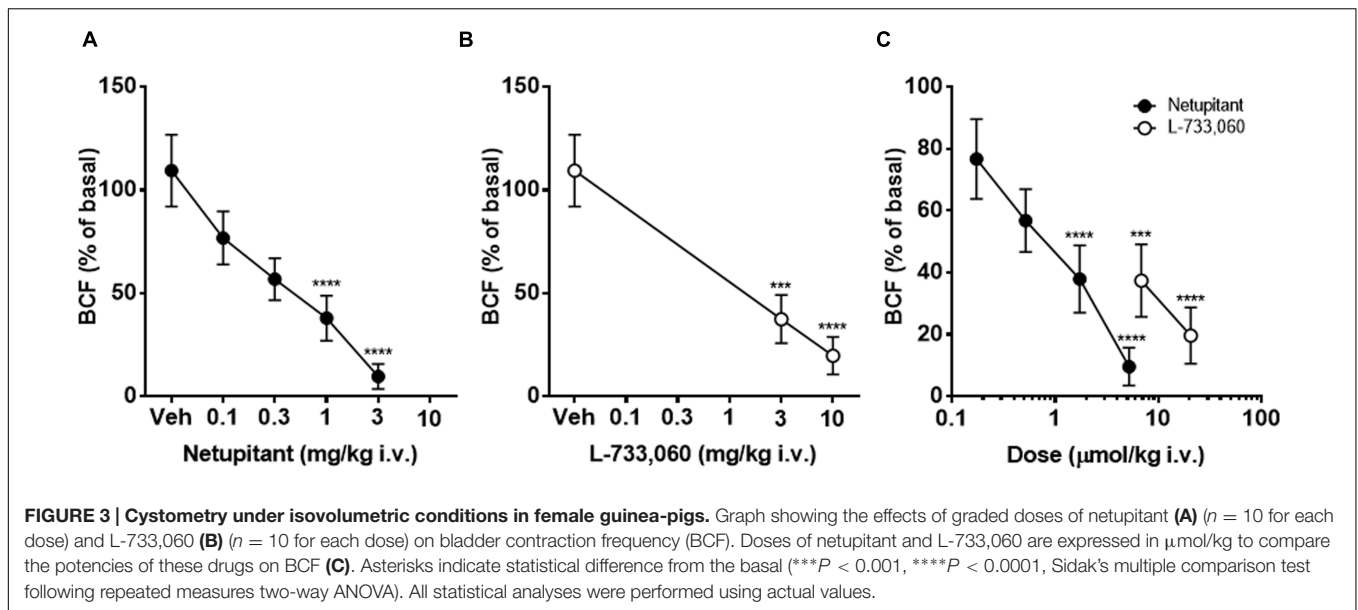 A
B
C
150
100
50
0
BCF (% of basal)
****
****
Veh 0.1 0.3 1 3 10
Netupitant (mg/kg i.v.)
150
100
50
0
BCF (% of basal)
***
****
Veh 0.1 0.3 1 3 10
L-733,060 (mg/kg i.v.)
100
80
60
40
20
0
BCF (% of basal)
Netupitant
L-733,060
****
***
****
****
0.1 1 10 100
Dose (μmol/kg i.v.)
FIGURE 3 | Cystometry under isovolumetric conditions in female guinea-pigs. Graph showing the effects of graded doses of netupitant (A) (n = 10 for each
dose) and L-733,060 (B) (n = 10 for each dose) on bladder contraction frequency (BCF). Doses of netupitant and L-733,060 are expressed in μmol/kg to compare
the potencies of these drugs on BCF (C). Asterisks indicate statistical difference from the basal (***P < 0.001, ****P < 0.0001, Sidak's multiple comparison test
following repeated measures two-way ANOVA). All statistical analyses were performed using actual values.